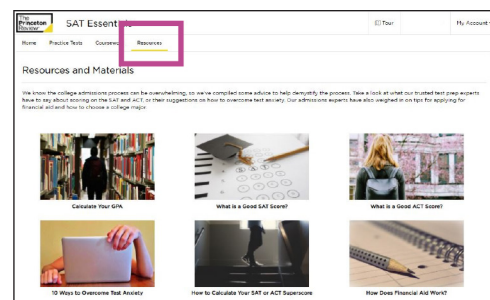 The
Princeton
Review
SAT Essentials
Tour
My Account
Home Practice Tests Coursework Resources
Resources and Materials
We know the college admissions process can be overwhelming, so we've compiled some advice to help demystify the process. Take a look at what our trusted test prep experts
have to say about scoring on the SAT and ACT, or their suggestions on how to overcome test anxiety. Our admissions experts have also weighed in on tips for applying for
financial aid and how to choose a college major
Calculate Your GPA
What is a Good SAT Score?
What is a Good ACT Score?
10 Ways to Overcome Test Anxiety
How to Calculate Your SAT or ACT Superscore
How Does Financial Aid Work?